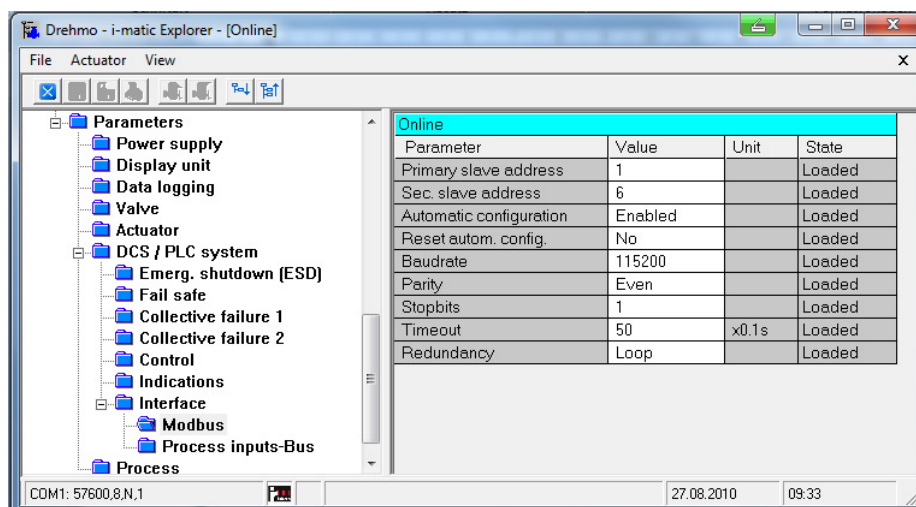 Drehmo - i-matic Explorer - [Online]
File Actuator View x
Parameters
Power supply
Display unit
Data logging
Valve
Actuator
DCS / PLC system
Emerg. shutdown (ESD)
Fail safe
Collective failure 1
Collective failure 2
Control
Indications
Interface
Modbus
Process inputs-Bus
Process
Online
Parameter Value Unit State
Primary slave address 1 Loaded
Sec. slave address 6 Loaded
Automatic configuration Enabled Loaded
Reset autom. config. No Loaded
Baudrate 115200 Loaded
Parity Even Loaded
Stopbits 1 Loaded
Timeout 50 x0.1s Loaded
Redundancy Loop Loaded
COM1: 57600,8,N,1 27.08.2010 09:33